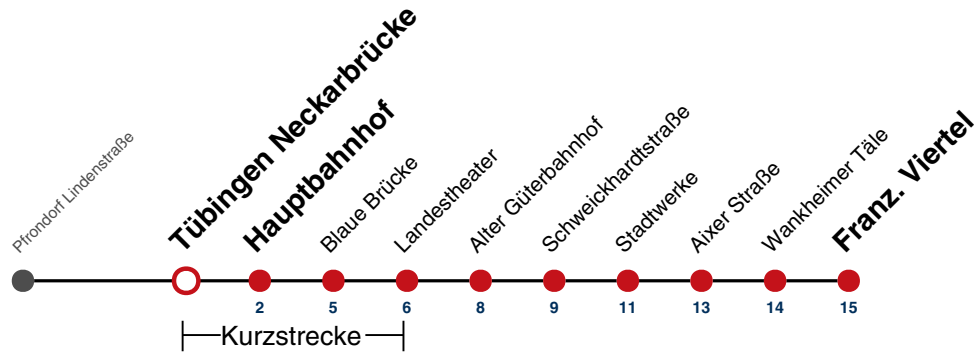 Pfrondorf Lindenstraße
Tübingen Neckarbrücke
Hauptbahnhof
Blaue Brücke
Landestheater
Alter Güterbahnhof
Schweickhardtstraße
Stadtwerke
Aixer Straße
Wankheimer Täle
Franz. Viertel
2 5 6 8 9 11 13 14 15
Kurzstrecke